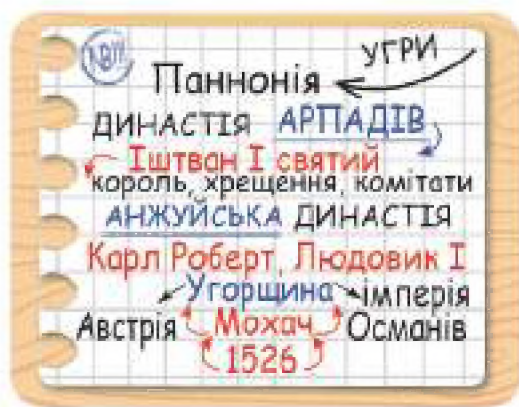 УГРИ
Паннонія
ДИНАСТІЯ АРПАДІВ
Іштван І святий
король, хрещення, комітати
АНЖУЙСЬКА ДИНАСТІЯ
Карл Роберт, Людовик І
Угорщина імперія
Австрія Мохач Османів
1526